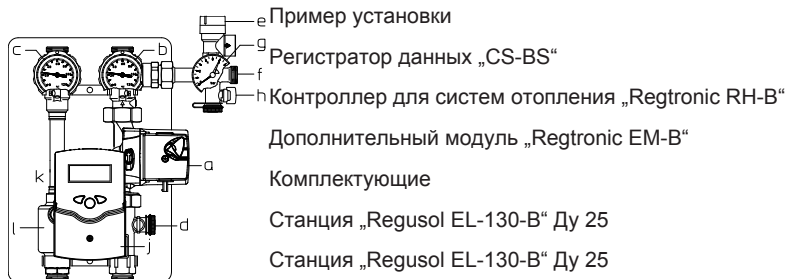 Пример установки
Регистратор данных „CS-BS“
Контроллер для систем отопления „Regtronic RH-B“
Дополнительный модуль „Regtronic EM-B“
Комплектующие
Станция „Regusol EL-130-B“ Ду 25
Станция „Regusol EL-130-B“ Ду 25
c
b
e
g
f
h
a
k
l
d
j